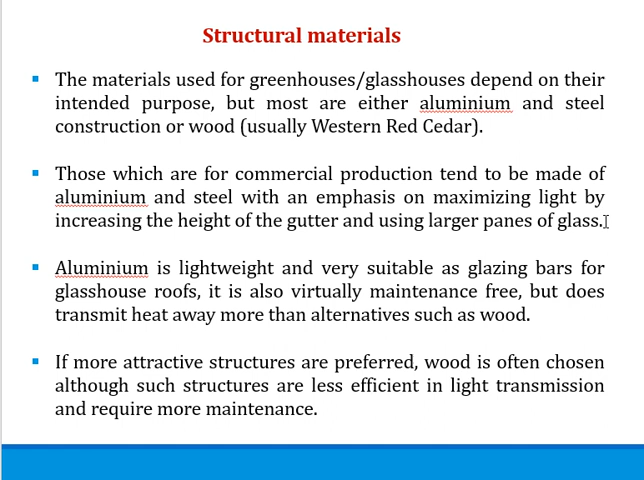 Structural materials
▪ The materials used for greenhouses/glasshouses depend on their
intended purpose, but most are either aluminium and steel
construction or wood (usually Western Red Cedar).
▪ Those which are for commercial production tend to be made of
aluminium and steel with an emphasis on maximizing light by
increasing the height of the gutter and using larger panes of glass.
▪ Aluminium is lightweight and very suitable as glazing bars for
glasshouse roofs, it is also virtually maintenance free, but does
transmit heat away more than alternatives such as wood.
▪ If more attractive structures are preferred, wood is often chosen
although such structures are less efficient in light transmission
and require more maintenance.